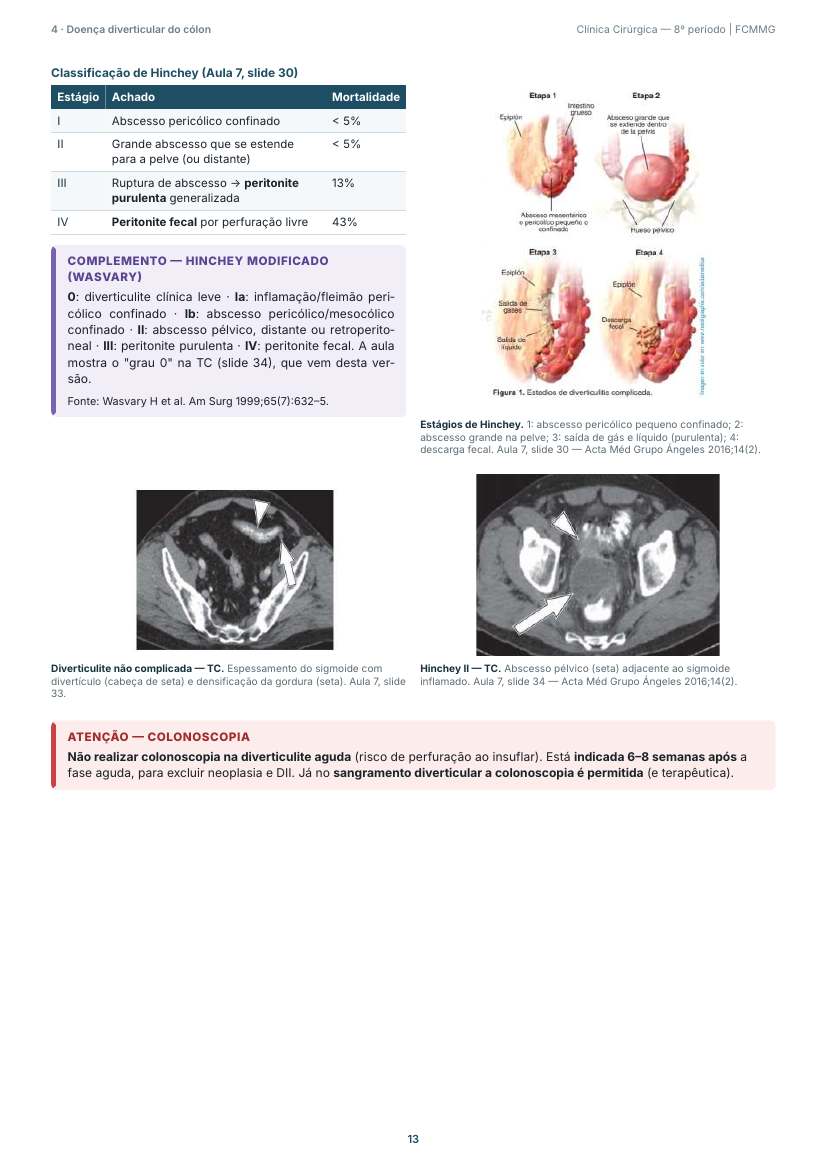 4 · Doença diverticular do cólon
Clínica Cirúrgica — 8º período | FCMMG
Classificação de Hinchey (Aula 7, slide 30)
Estágio Achado Mortalidade
I Abscesso pericólico confinado < 5%
II Grande abscesso que se estende < 5%
para a pelve (ou distante)
III Ruptura de abscesso → peritonite 13%
purulenta generalizada
IV Peritonite fecal por perfuração livre 43%
COMPLEMENTO — HINCHEY MODIFICADO
(WASVARY)
0: diverticulite clínica leve · Ia: inflamação/fleimão peri-
cólico confinado · Ib: abscesso pericólico/mesocólico
confinado · II: abscesso pélvico, distante ou retroperito-
neal · III: peritonite purulenta · IV: peritonite fecal. A aula
mostra o "grau 0" na TC (slide 34), que vem desta ver-
são.
Fonte: Wasvary H et al. Am Surg 1999;65(7):632–5.
Etapa 1
Intestino
grueso
Epiplón
Absceso mesentérico
o pericólico pequeño o
confinado
Etapa 2
Absceso grande que
se extiende dentro
de la pelvis
Hueso pélvico
Etapa 3
Epiplón
Salida de
gases
Salida de
líquido
Etapa 4
Epiplón
Descarga
fecal
Figura 1. Estadios de diverticulitis complicada.
Estágios de Hinchey. 1: abscesso pericólico pequeno confinado; 2:
abscesso grande na pelve; 3: saída de gás e líquido (purulenta); 4:
descarga fecal. Aula 7, slide 30 — Acta Méd Grupo Ángeles 2016;14(2).
Diverticulite não complicada — TC. Espessamento do sigmoide com
divertículo (cabeça de seta) e densificação da gordura (seta). Aula 7, slide
33.
Hinchey II — TC. Abscesso pélvico (seta) adjacente ao sigmoide
inflamado. Aula 7, slide 34 — Acta Méd Grupo Ángeles 2016;14(2).
ATENÇÃO — COLONOSCOPIA
Não realizar colonoscopia na diverticulite aguda (risco de perfuração ao insuflar). Está indicada 6–8 semanas após a
fase aguda, para excluir neoplasia e DII. Já no sangramento diverticular a colonoscopia é permitida (e terapêutica).
13